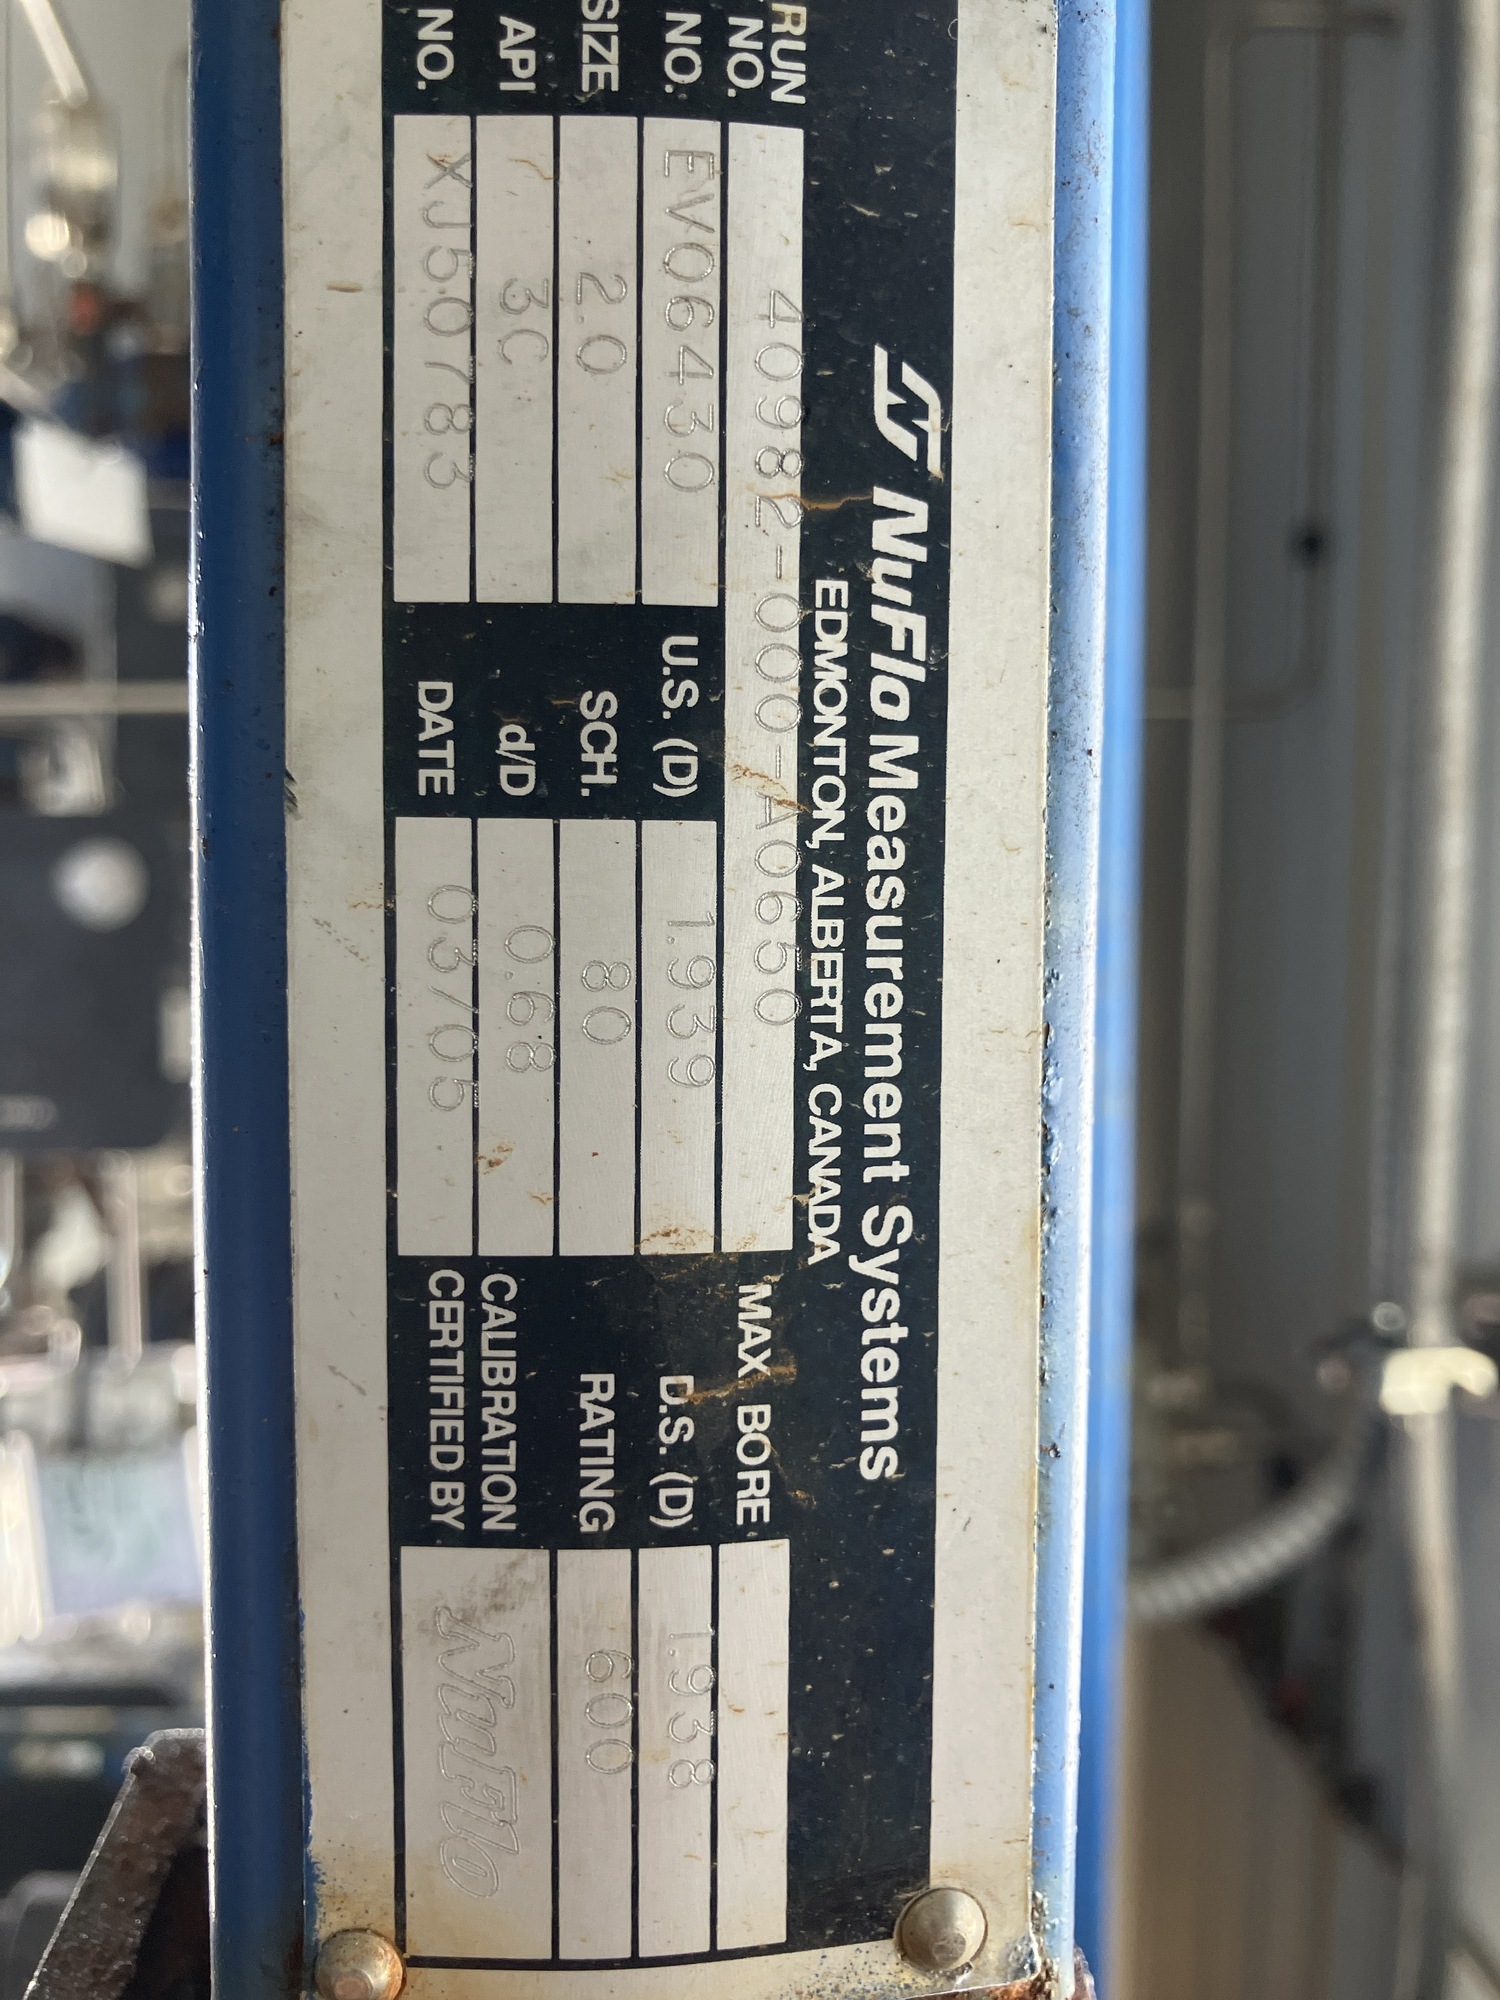 NuFlo Measurement Systems
EDMONTON, ALBERTA, CANADA
RUN
NO. 40982-000-A0650 MAX BORE
NO. EV06430 U.S. (D) 1.939 D.S. (D) 1.938
SIZE 2.0 SCH. 80 RATING 600
API 3C d/D 0.68 CALIBRATION
NO. XJ50783 DATE 03/05 CERTIFIED BY NuFlo